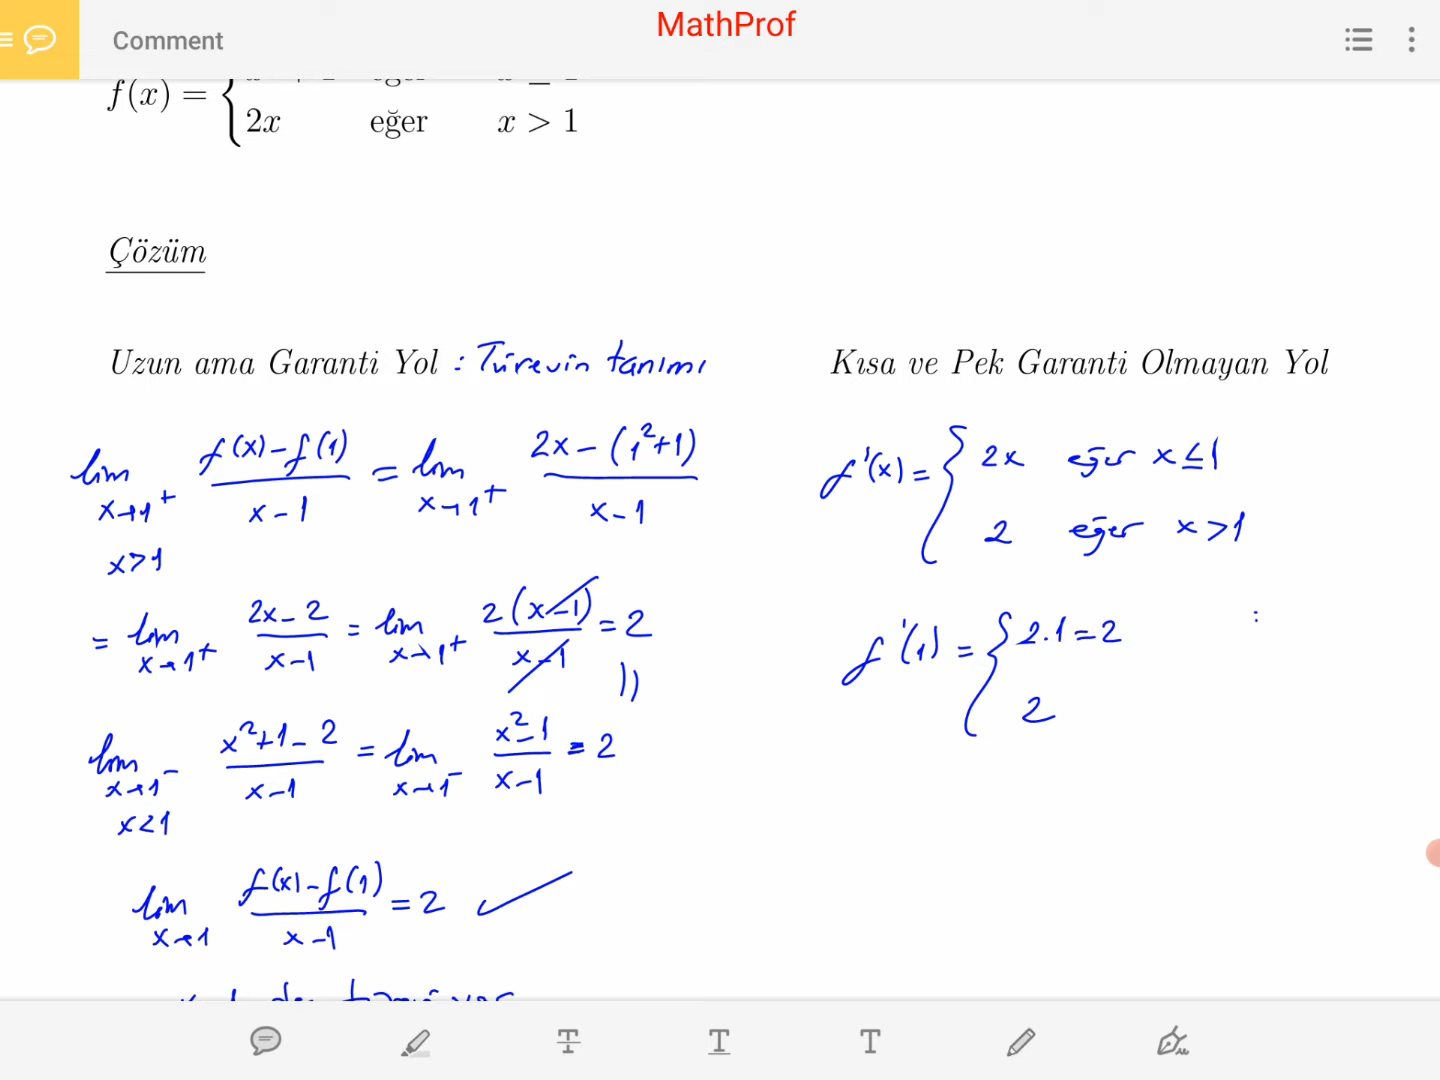 MathProf
Comment
f(x) = {
2x eğer x > 1
Çözüm
Uzun ama Garanti Yol : Türevin tanımı
lim x→1⁺ (f(x) – f(1))/(x – 1) = lim x→1⁺ (2x – (1² + 1))/(x – 1)
x > 1
= lim x→1⁺ (2x – 2)/(x – 1) = lim x→1⁺ 2(x – 1)/(x – 1) = 2
lim x→1⁻ (x² + 1 – 2)/(x – 1) = lim x→1⁻ (x² – 1)/(x – 1) = 2
x < 1
lim x→1 (f(x) – f(1))/(x – 1) = 2 ✓
Kısa ve Pek Garanti Olmayan Yol
f'(x) = { 2x eğer x ≤ 1
2 eğer x > 1
f'(1) = { 2.1 = 2
2
: